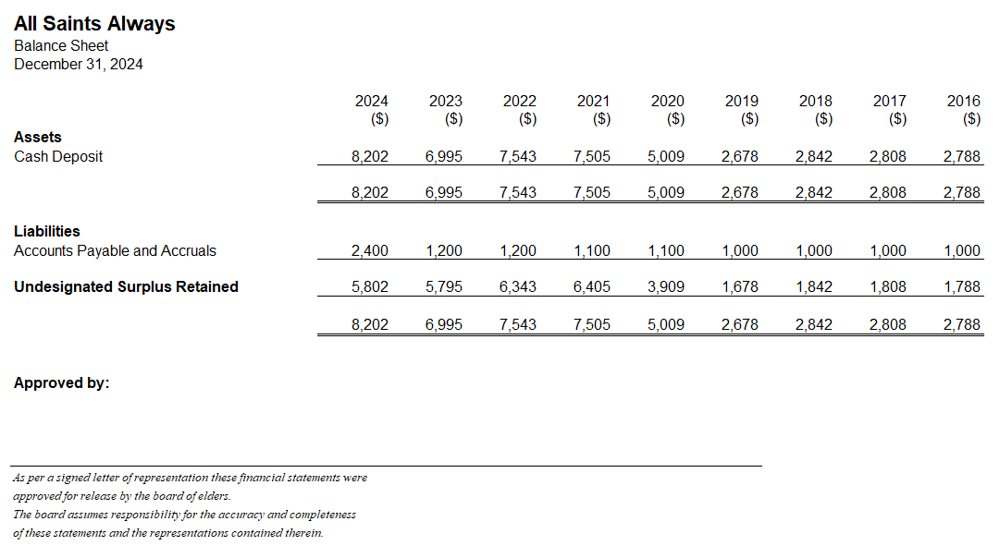 All Saints Always
Balance Sheet
December 31, 2024
2024 2023 2022 2021 2020 2019 2018 2017 2016
($) ($) ($) ($) ($) ($) ($) ($) ($)
Assets
Cash Deposit 8,202 6,995 7,543 7,505 5,009 2,678 2,842 2,808 2,788
8,202 6,995 7,543 7,505 5,009 2,678 2,842 2,808 2,788
Liabilities
Accounts Payable and Accruals 2,400 1,200 1,200 1,100 1,100 1,000 1,000 1,000 1,000
Undesignated Surplus Retained 5,802 5,795 6,343 6,405 3,909 1,678 1,842 1,808 1,788
8,202 6,995 7,543 7,505 5,009 2,678 2,842 2,808 2,788
Approved by:
As per a signed letter of representation these financial statements were
approved for release by the board of elders.
The board assumes responsibility for the accuracy and completeness
of these statements and the representations contained therein.